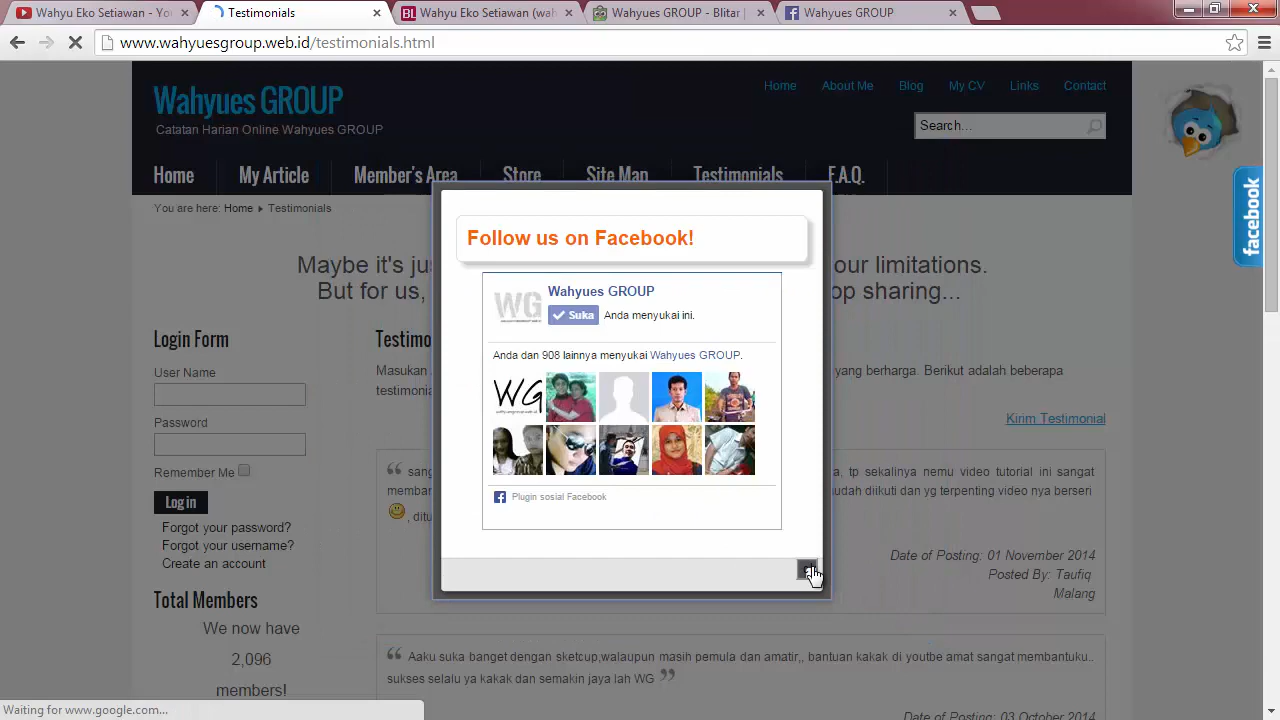 Wahyu Eko Setiawan - Yo
Testimonials
Wahyu Eko Setiawan (wah
Wahyues GROUP - Blitar |
Wahyues GROUP
www.wahyuesgroup.web.id/testimonials.html
Wahyues GROUP
Catatan Harian Online Wahyues GROUP
Home About Me Blog My CV Links Contact
Search...
Home My Article Member's Area Store Site Map Testimonials F.A.Q.
You are here: Home Testimonials
facebook
Maybe it's ju our limitations.
But for us, op sharing...
Follow us on Facebook!
WG
Wahyues GROUP
Suka Anda menyukai ini.
Anda dan 908 lainnya menyukai Wahyues GROUP.
WG
Plugin sosial Facebook
Login Form
User Name
Password
Remember Me
Log in
Forgot your password?
Forgot your username?
Create an account
Total Members
We now have
2,096
members!
Testimo
Masukan yang berharga. Berikut adalah beberapa
testimonia
Kirim Testimonial
sang a, tp sekalinya nemu video tutorial ini sangat
membar sudah diikuti dan yg terpenting video nya berseri
, ditu
Date of Posting: 01 November 2014
Posted By: Taufiq
Malang
Aaku suka banget dengan sketcup,walaupun masih pemula dan amatir,, bantuan kakak di youtbe amat sangat membantuku..
sukses selalu ya kakak dan semakin jaya lah WG
Date of Posting: 03 October 2014
Waiting for www.google.com...